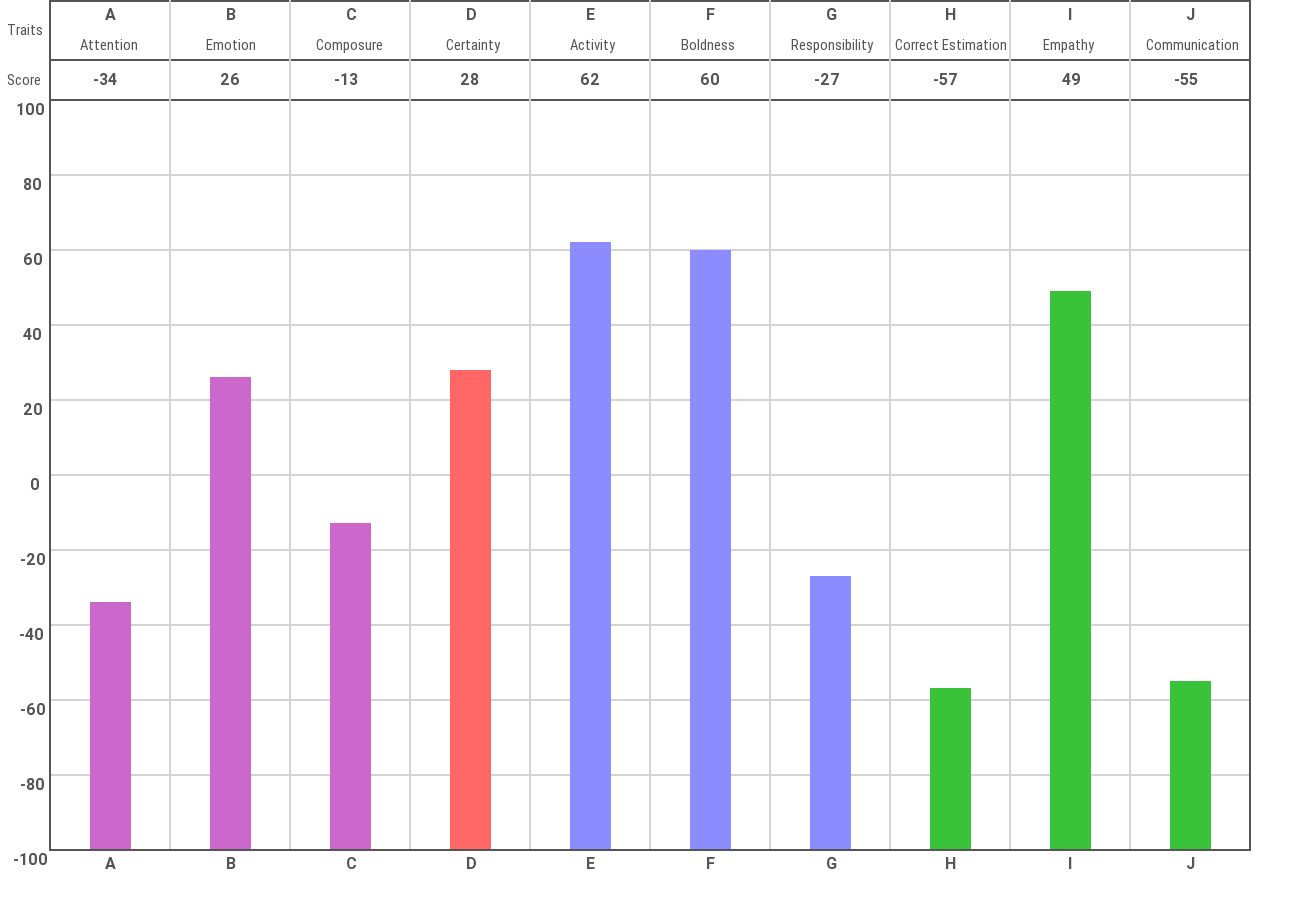 A B C D E F G H I J
Traits
Attention Emotion Composure Certainty Activity Boldness Responsibility Correct Estimation Empathy Communication
Score -34 26 -13 28 62 60 -27 -57 49 -55
100
80
60
40
20
0
-20
-40
-60
-80
-100
A B C D E F G H I J